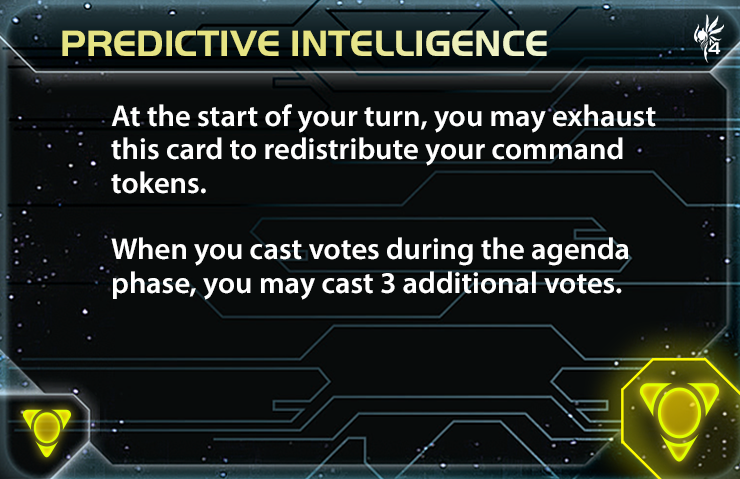 PREDICTIVE INTELLIGENCE
4
At the start of your turn, you may exhaust
this card to redistribute your command
tokens.
When you cast votes during the agenda
phase, you may cast 3 additional votes.